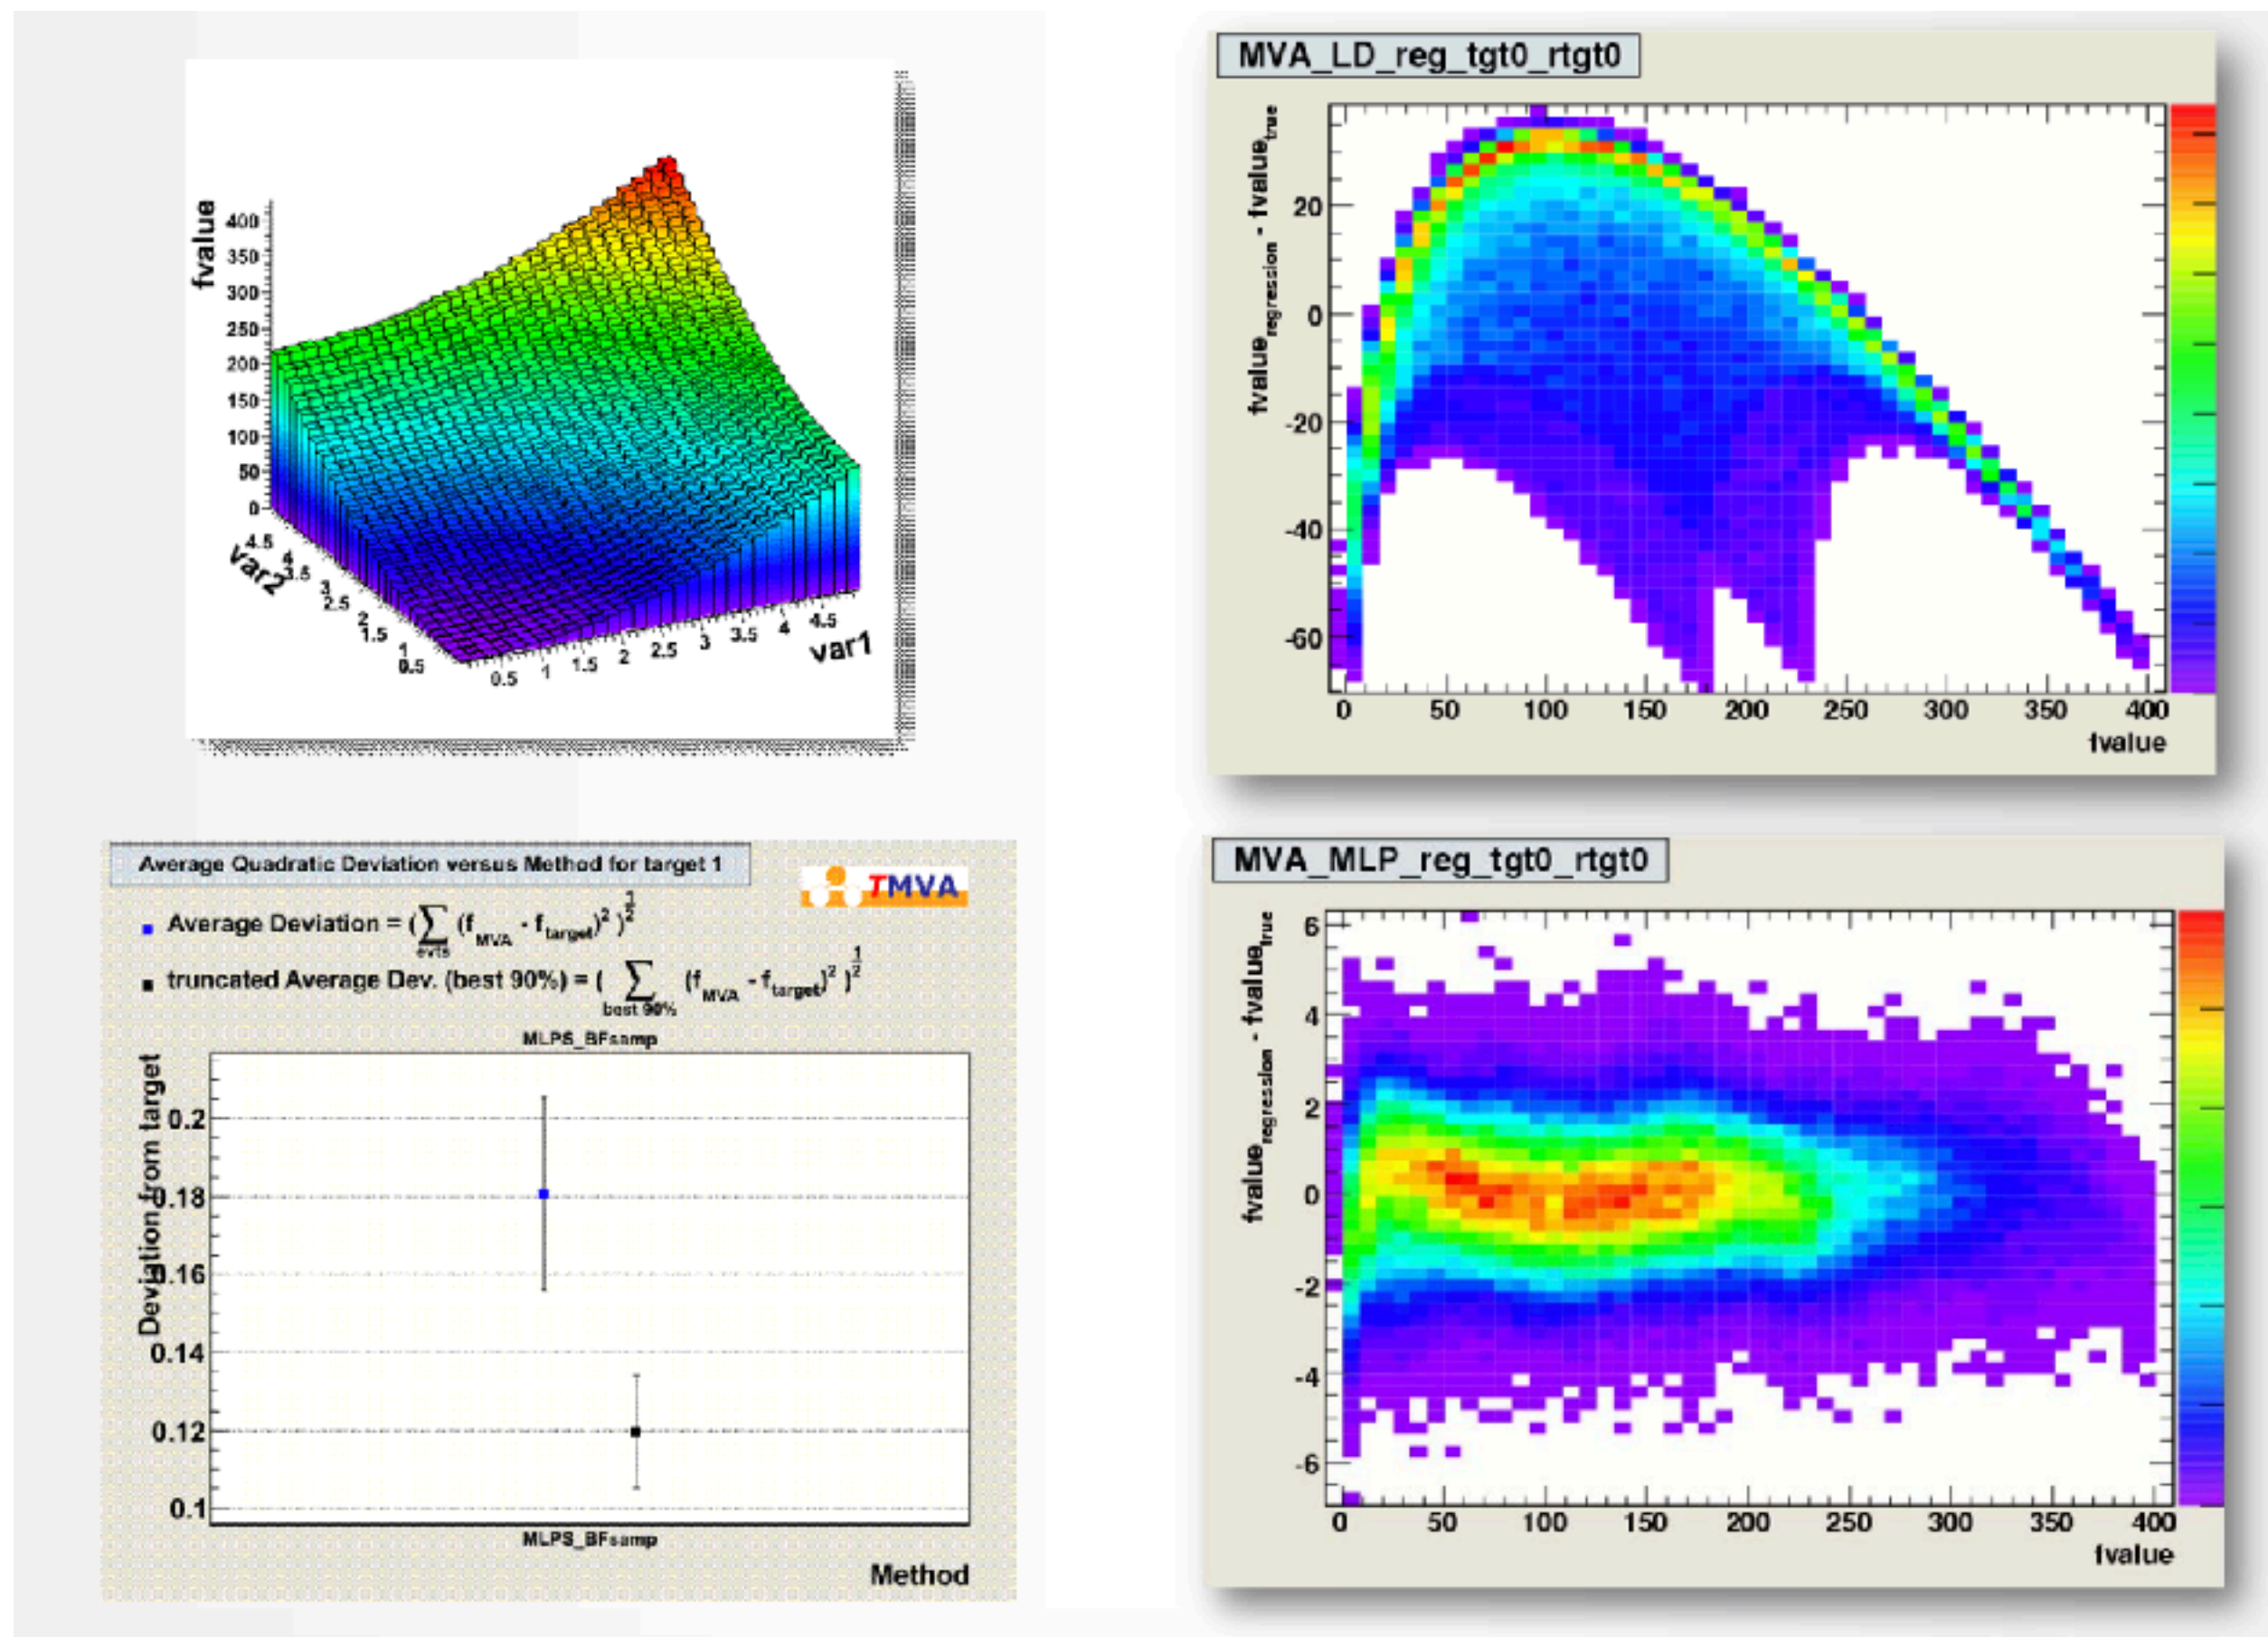 fvalue
400
350
300
250
200
150
100
50
0
4.5
4
3.5
3
2.5
2
1.5
1
0.5
var2
0.5
1
1.5
2
2.5
3
3.5
4
4.5
var1
MVA_LD_reg_tgt0_rtgt0
fvalue_regression - fvalue_true
20
0
-20
-40
-60
0 50 100 150 200 250 300 350 400
fvalue
Average Quadratic Deviation versus Method for target 1
TMVA
Average Deviation = (∑_evts (f_MVA - f_target)² )^½
truncated Average Dev. (best 90%) = ( ∑_best 90% (f_MVA - f_target)² )^½
MLPS_BFsamp
Deviation from target
0.2
0.18
0.16
0.14
0.12
0.1
MLPS_BFsamp
Method
MVA_MLP_reg_tgt0_rtgt0
fvalue_regression - fvalue_true
6
4
2
0
-2
-4
-6
0 50 100 150 200 250 300 350 400
fvalue